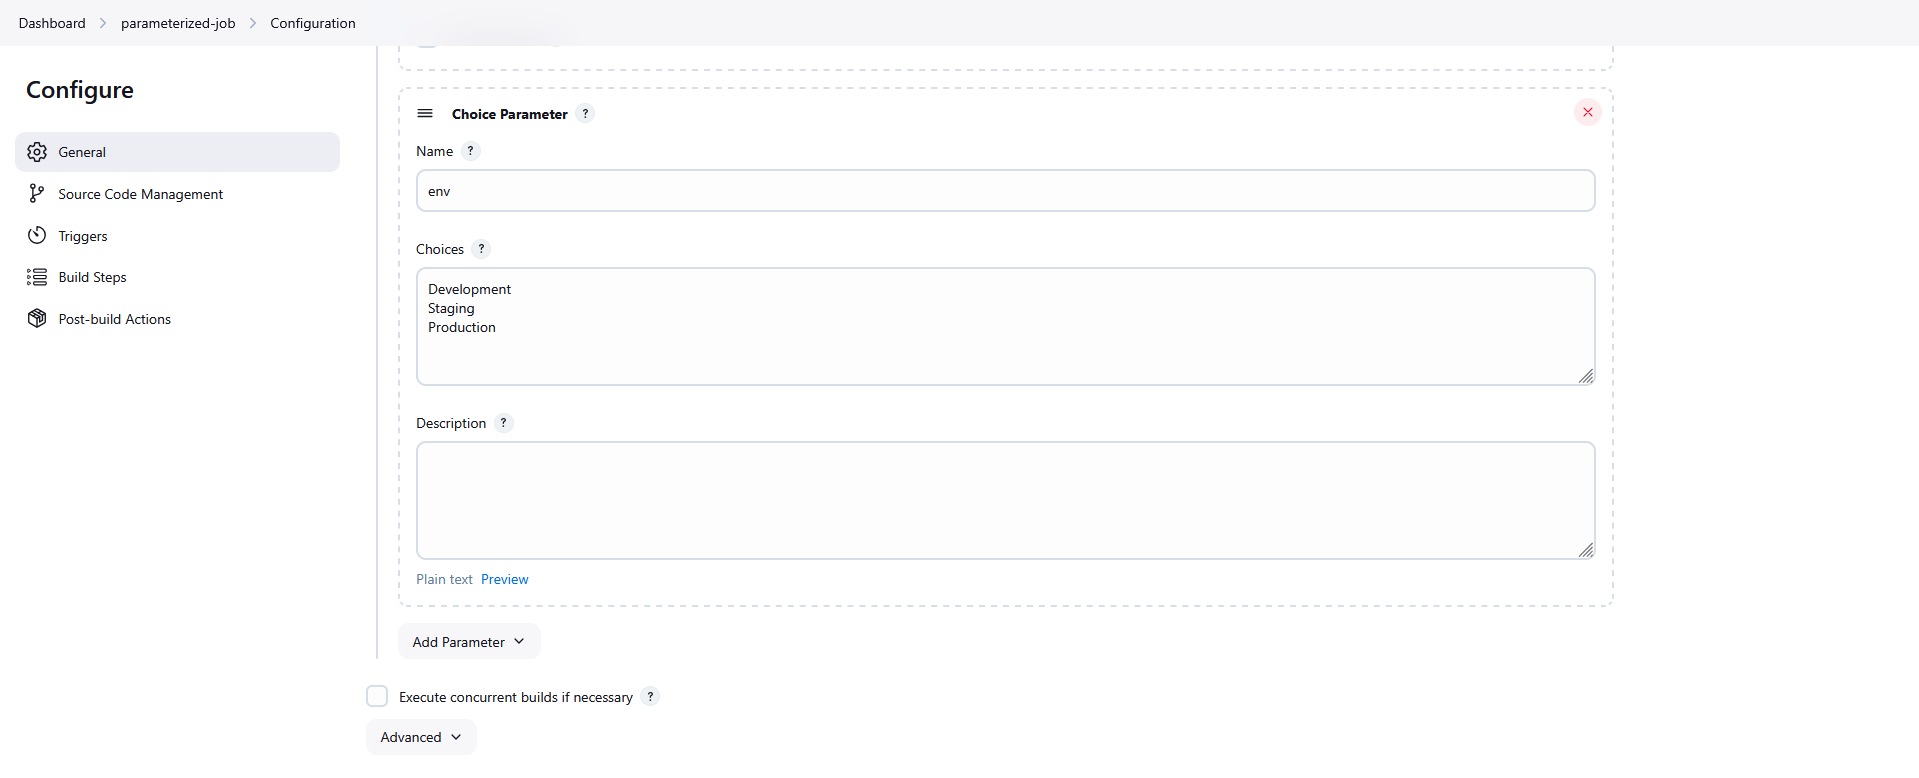 Dashboard > parameterized-job > Configuration
Configure
General
Source Code Management
Triggers
Build Steps
Post-build Actions
Choice Parameter ?
Name ?
env
Choices ?
Development
Staging
Production
Description ?
Plain text Preview
Add Parameter
Execute concurrent builds if necessary ?
Advanced